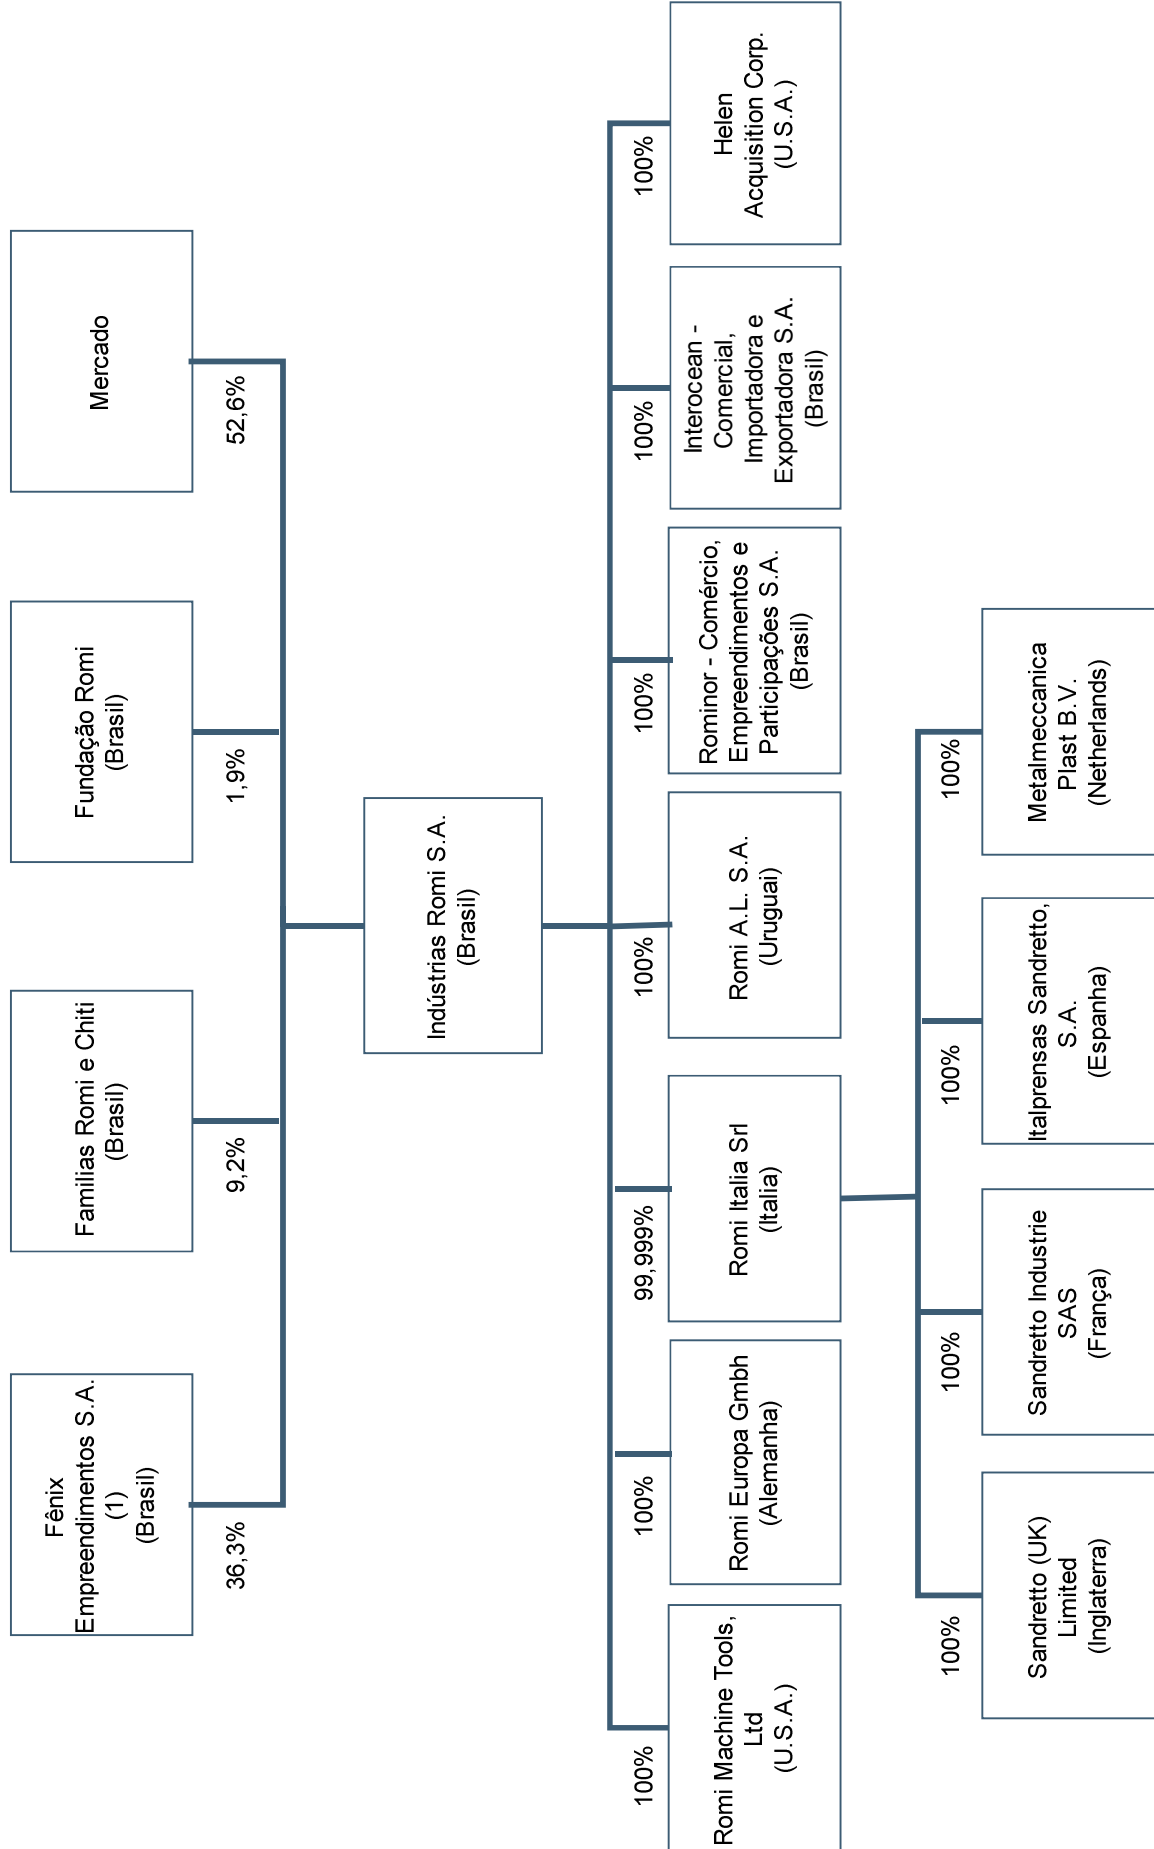 Fênix
Empreendimentos S.A.
(1)
(Brasil)
Familias Romi e Chiti
(Brasil)
Fundação Romi
(Brasil)
Mercado
36,3%
9,2%
1,9%
52,6%
Indústrias Romi S.A.
(Brasil)
100%
100%
99,999%
100%
100%
100%
100%
Romi Machine Tools,
Ltd
(U.S.A.)
Romi Europa Gmbh
(Alemanha)
Romi Italia Srl
(Italia)
Romi A.L. S.A.
(Uruguai)
Rominor - Comércio,
Empreendimentos e
Participações S.A.
(Brasil)
Interocean -
Comercial,
Importadora e
Exportadora S.A.
(Brasil)
Helen
Acquisition Corp.
(U.S.A.)
100%
100%
100%
100%
Sandretto (UK)
Limited
(Inglaterra)
Sandretto Industrie
SAS
(França)
Italprensas Sandretto,
S.A.
(Espanha)
Metalmeccanica
Plast B.V.
(Netherlands)